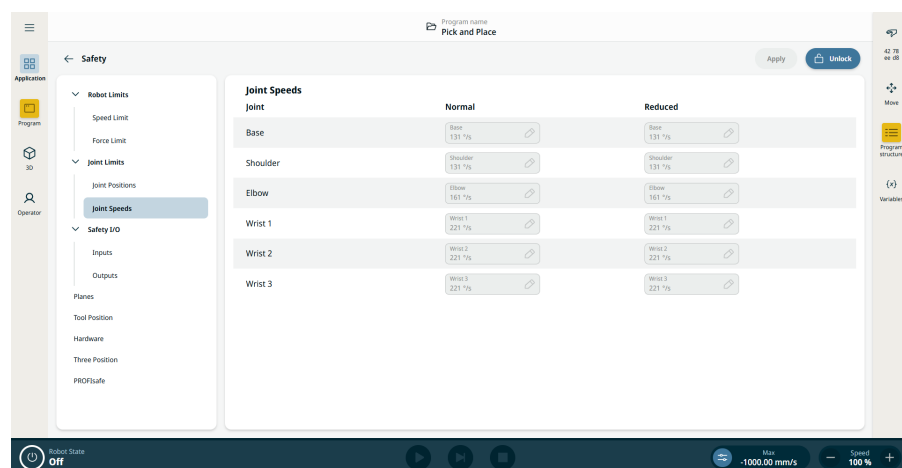 Program name
Pick and Place
Application
Program
3D
Operator
Safety
Apply
Unlock
Robot Limits
Speed Limit
Force Limit
Joint Limits
Joint Positions
Joint Speeds
Safety I/O
Inputs
Outputs
Planes
Tool Position
Hardware
Three Position
PROFIsafe
Joint Speeds
Joint Normal Reduced
Base Base 131 °/s Base 131 °/s
Shoulder Shoulder 131 °/s Shoulder 131 °/s
Elbow Elbow 161 °/s Elbow 161 °/s
Wrist 1 Wrist 1 221 °/s Wrist 1 221 °/s
Wrist 2 Wrist 2 221 °/s Wrist 2 221 °/s
Wrist 3 Wrist 3 221 °/s Wrist 3 221 °/s
42 78
ee d8
Move
Program
structure
{x}
Variables
Robot State
Off
Max
-1000.00 mm/s
Speed
100 %